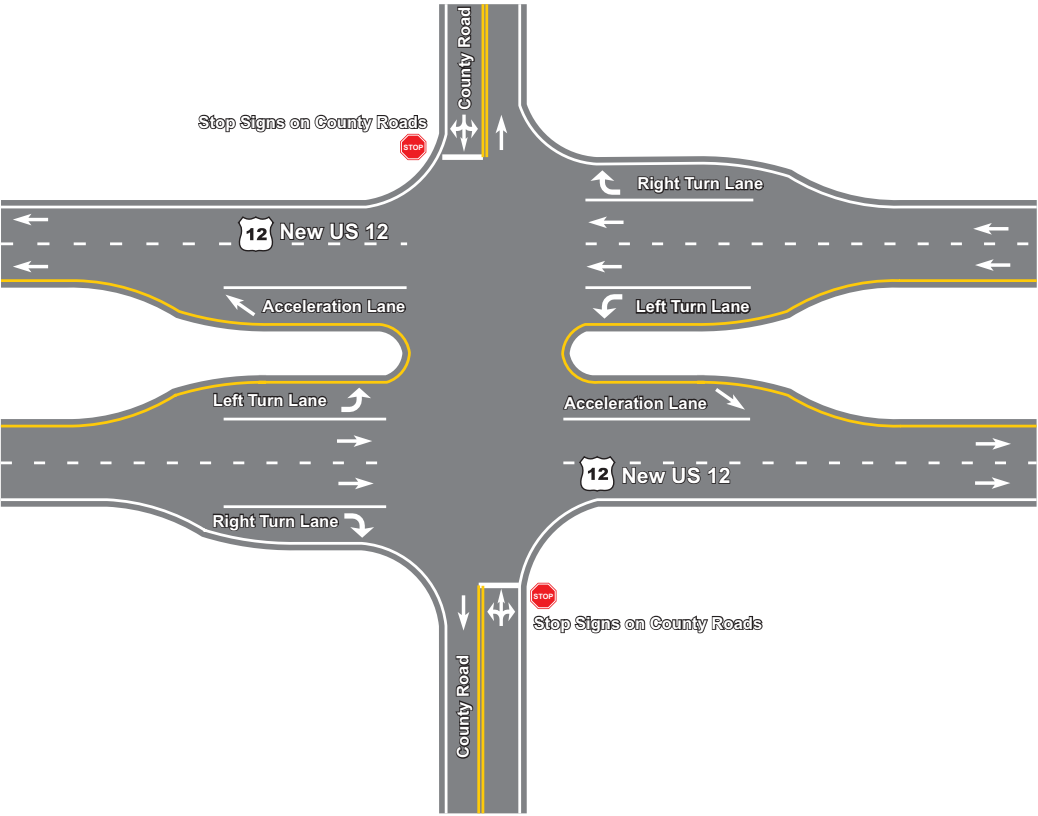 County Road
Stop Signs on County Roads
STOP
Right Turn Lane
12 New US 12
Acceleration Lane
Left Turn Lane
Left Turn Lane
Acceleration Lane
12 New US 12
Right Turn Lane
STOP
Stop Signs on County Roads
County Road